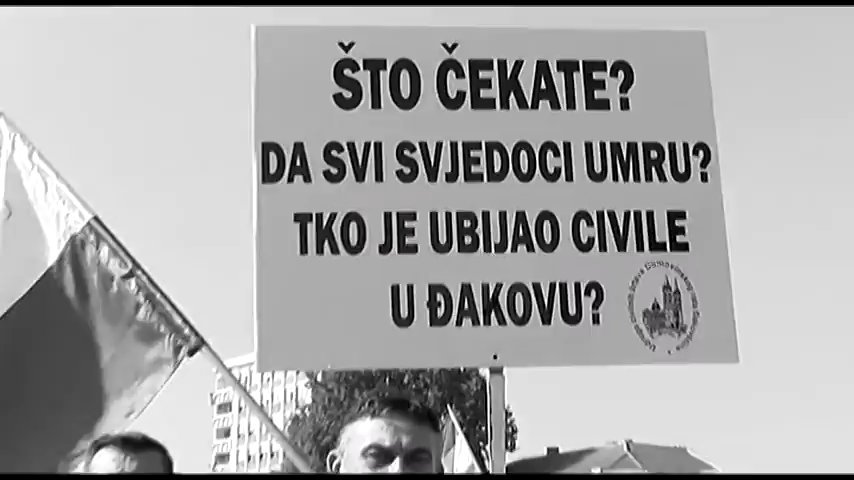 ŠTO ČEKATE?
DA SVI SVJEDOCI UMRU?
TKO JE UBIJAO CIVILE
U ĐAKOVU?